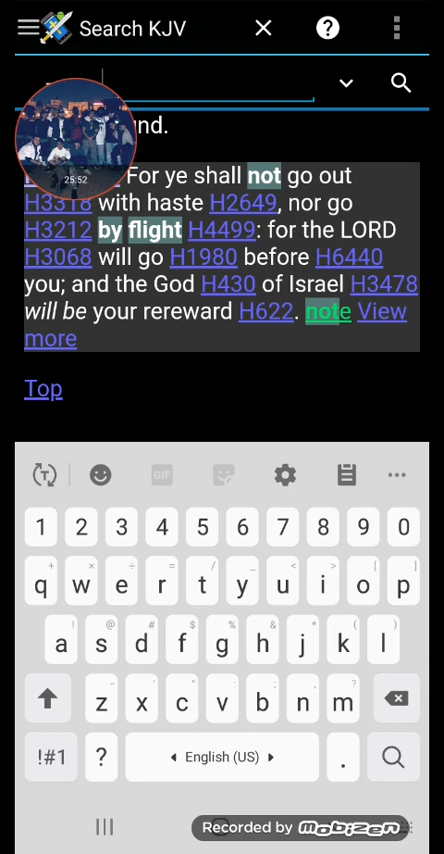 Search KJV
nd.
25:52
For ye shall not go out
H3318 with haste H2649, nor go
H3212 by flight H4499: for the LORD
H3068 will go H1980 before H6440
you; and the God H430 of Israel H3478
will be your rereward H622. note View
more
Top
GIF
1 2 3 4 5 6 7 8 9 0
q w e r t y u i o p
a s d f g h j k l
z x c v b n m
!#1 ? English (US) .
Recorded by Mobizen